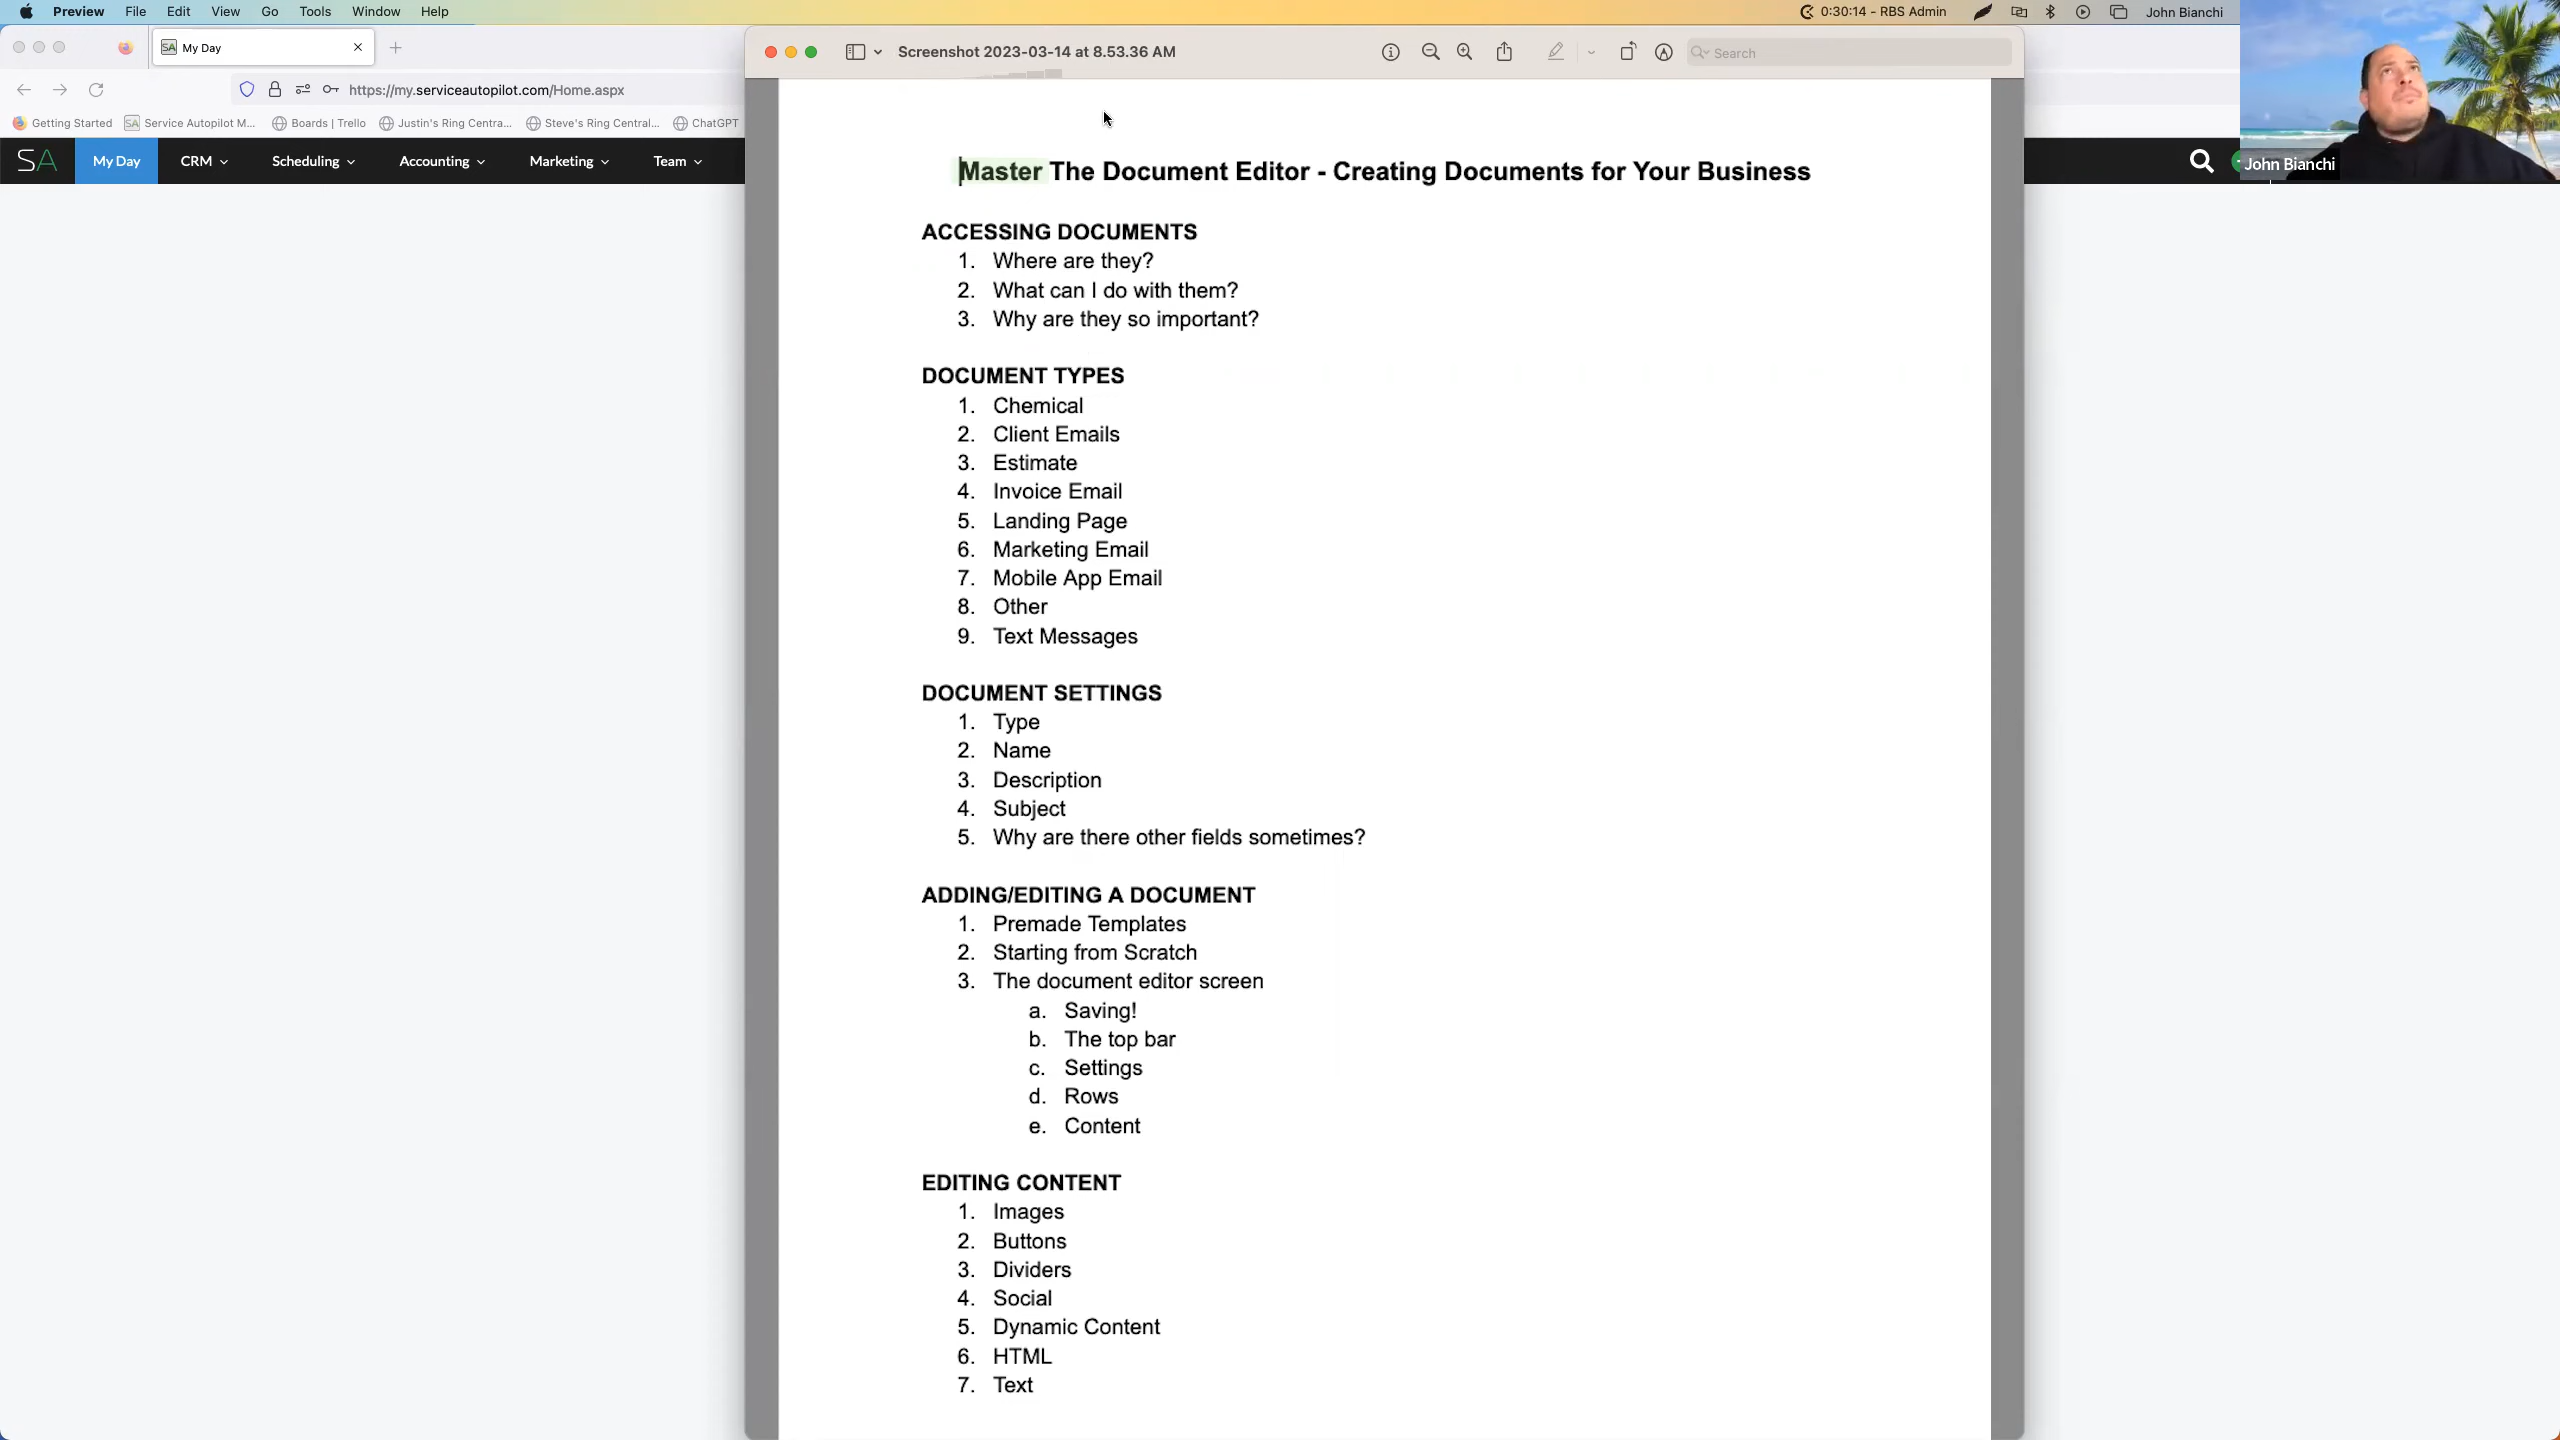 Preview File Edit View Go Tools Window Help
0:30:14 - RBS Admin
John Bianchi
My Day
Screenshot 2023-03-14 at 8.53.36 AM
Search
https://my.serviceautopilot.com/Home.aspx
Getting Started SA Service Autopilot M... Boards | Trello Justin's Ring Centra... Steve's Ring Central... ChatGPT
SA My Day CRM Scheduling Accounting Marketing Team
John Bianchi
Master The Document Editor - Creating Documents for Your Business
ACCESSING DOCUMENTS
1. Where are they?
2. What can I do with them?
3. Why are they so important?
DOCUMENT TYPES
1. Chemical
2. Client Emails
3. Estimate
4. Invoice Email
5. Landing Page
6. Marketing Email
7. Mobile App Email
8. Other
9. Text Messages
DOCUMENT SETTINGS
1. Type
2. Name
3. Description
4. Subject
5. Why are there other fields sometimes?
ADDING/EDITING A DOCUMENT
1. Premade Templates
2. Starting from Scratch
3. The document editor screen
a. Saving!
b. The top bar
c. Settings
d. Rows
e. Content
EDITING CONTENT
1. Images
2. Buttons
3. Dividers
4. Social
5. Dynamic Content
6. HTML
7. Text